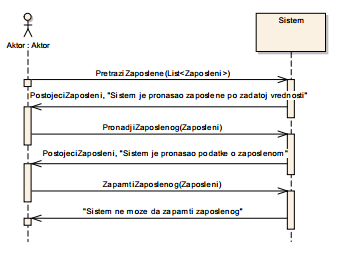 Sistem
Aktor : Aktor
PretraziZaposlene(List<Zaposleni>)
PostojeciZaposleni, "Sistem je pronasao zaposlene po zadatoj vrednosti"
PronadjiZaposlenog(Zaposleni)
PostojeciZaposleni, "Sistem je pronasao podatke o zaposlenom"
ZapamtiZaposlenog(Zaposleni)
"Sistem ne moze da zapamti zaposlenog"